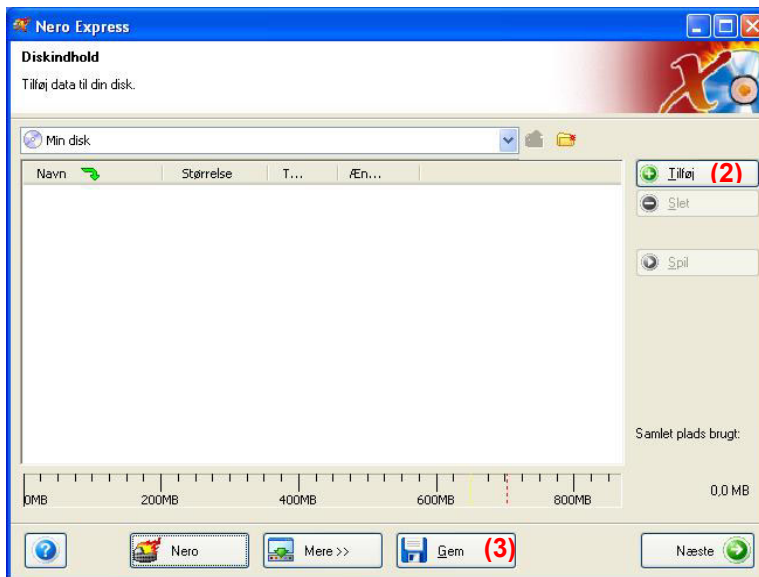 Nero Express
Diskindhold
Tilføj data til din disk.
Min disk
Navn Størrelse T... Æn...
Tilføj (2)
Slet
Spil
Samlet plads brugt:
0MB 200MB 400MB 600MB 800MB
0,0 MB
Nero Mere >> Gem (3) Næste